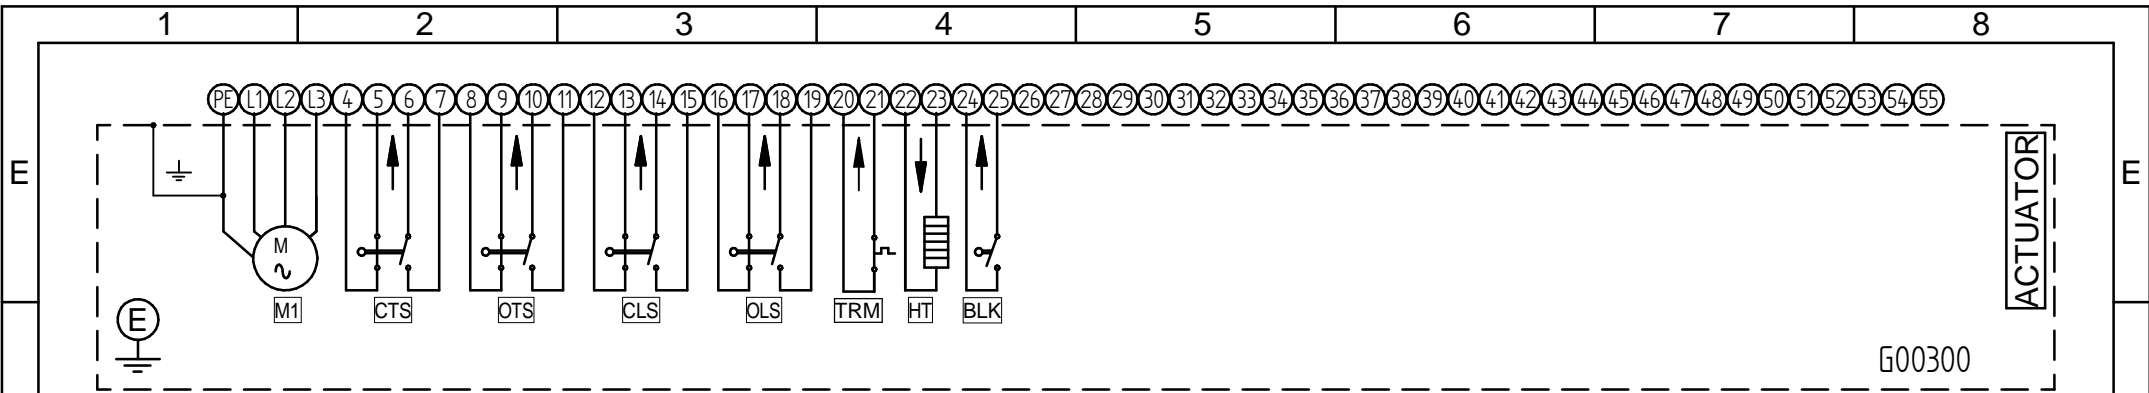 1 2 3 4 5 6 7 8
PE L1 L2 L3 4 5 6 7 8 9 10 11 12 13 14 15 16 17 18 19 20 21 22 23 24 25 26 27 28 29 30 31 32 33 34 35 36 37 38 39 40 41 42 43 44 45 46 47 48 49 50 51 52 53 54 55
E E
ACTUATOR
M
M1 CTS OTS CLS OLS TRM HT BLK
E
G00300